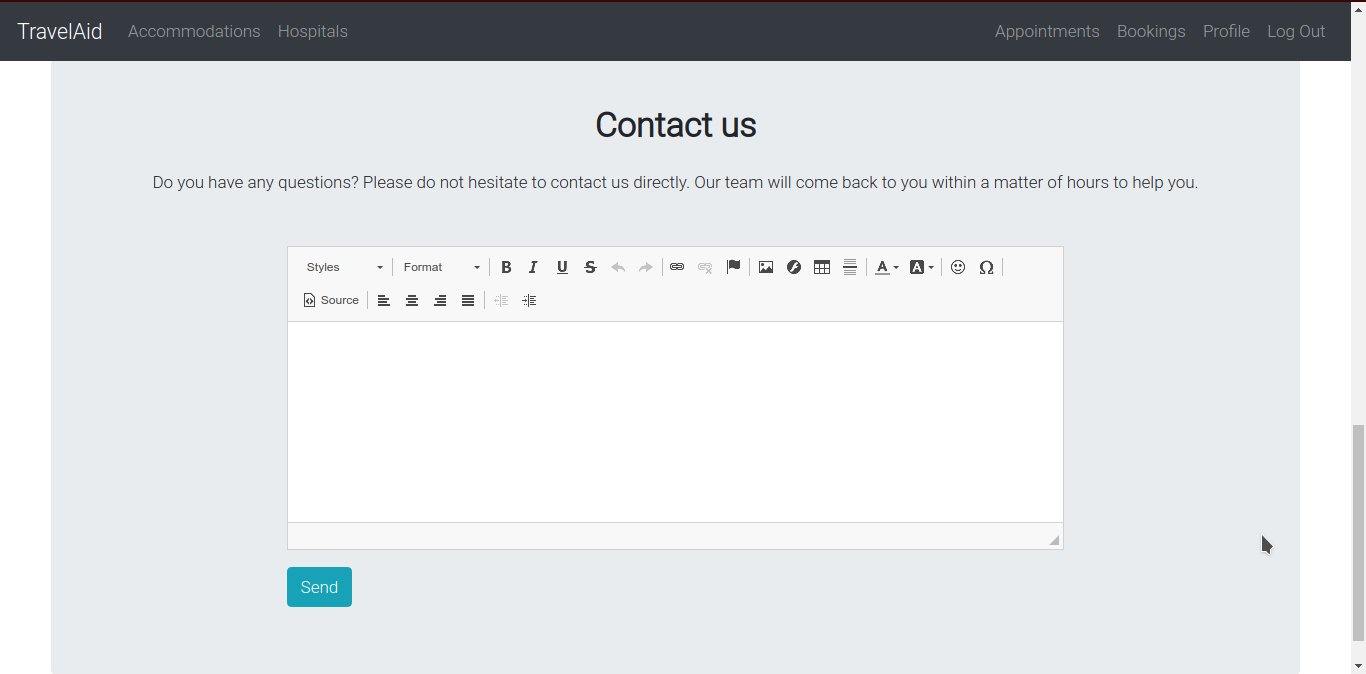 TravelAid Accommodations Hospitals Appointments Bookings Profile Log Out
Contact us
Do you have any questions? Please do not hesitate to contact us directly. Our team will come back to you within a matter of hours to help you.
Styles Format B I U S A A Ω
Source
Send